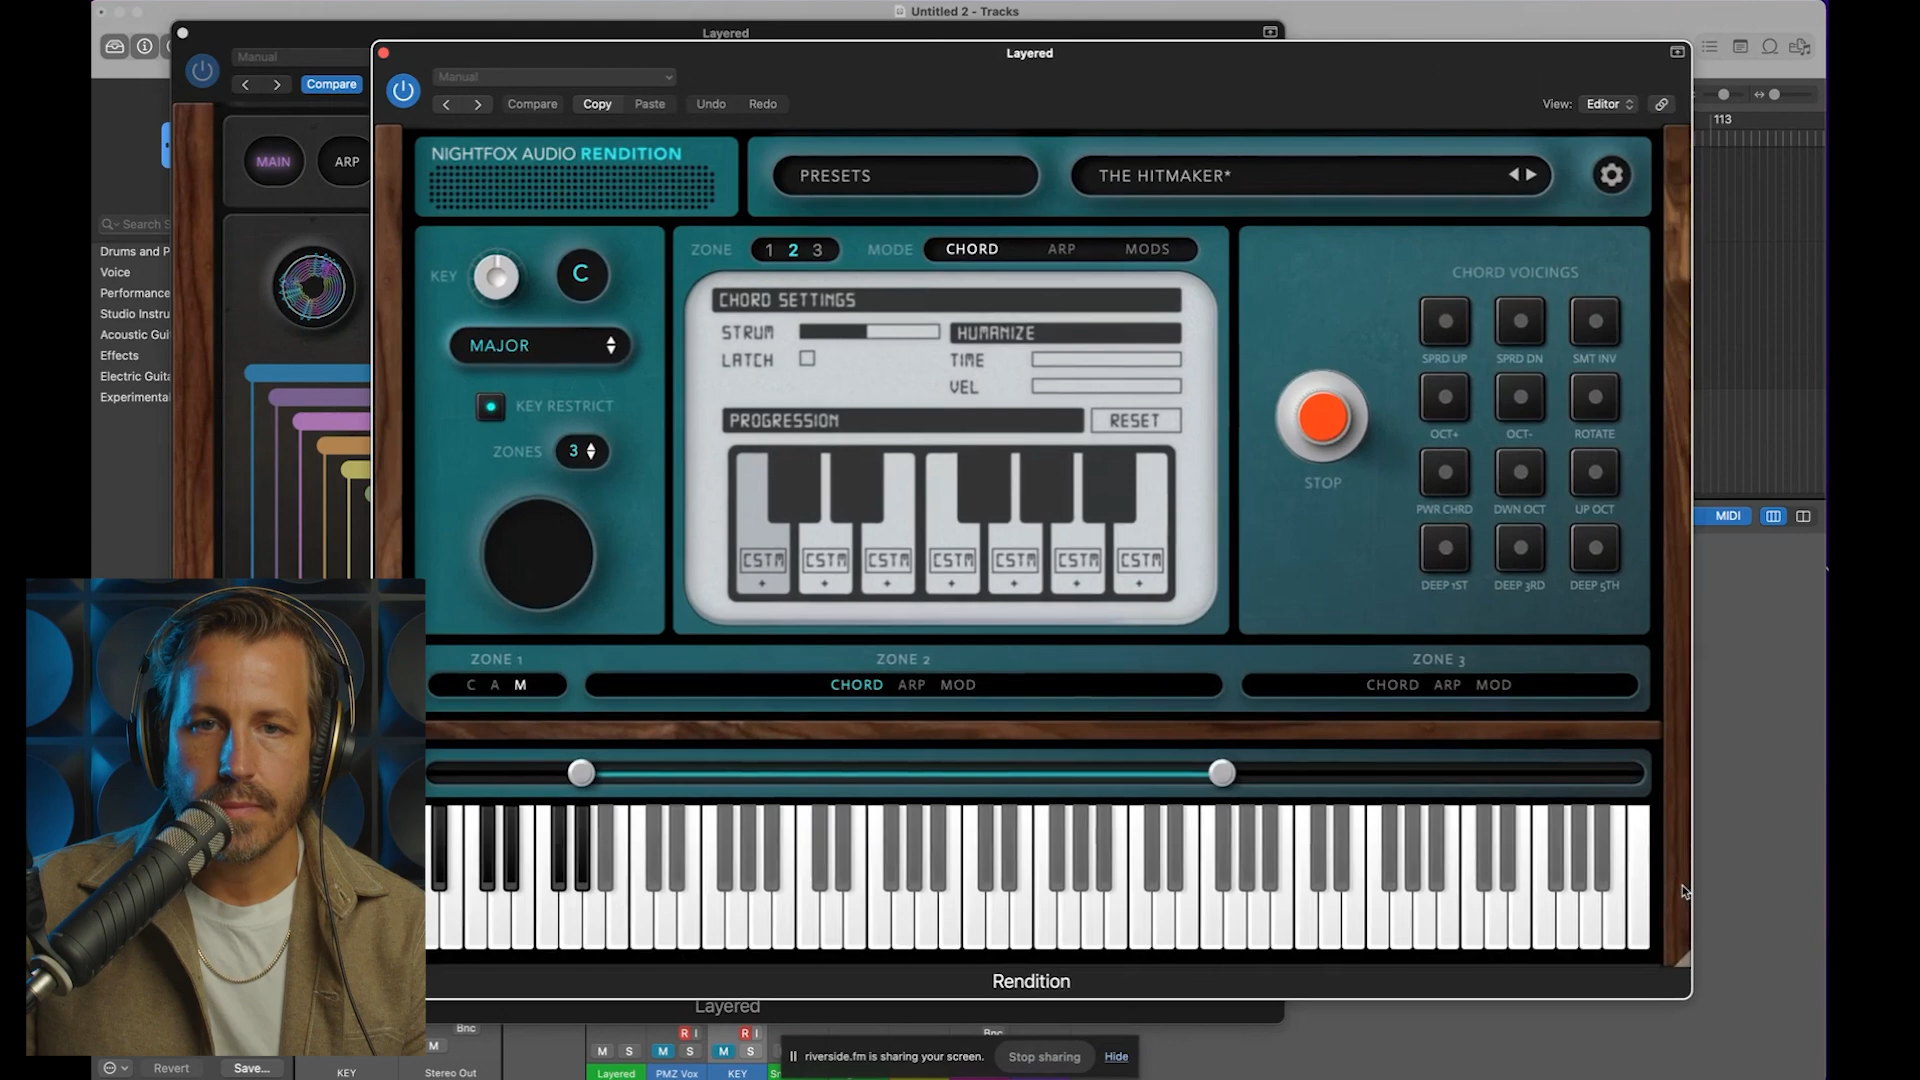 Untitled 2 - Tracks
Layered
Layered
Manual
Compare
Manual
Compare
Copy
Paste
Undo
Redo
View:
Editor
113
MAIN
ARP
NIGHTFOX AUDIO RENDITION
PRESETS
THE HITMAKER*
Search S
Drums and P
Voice
Performance
Studio Instru
Acoustic Gui
Effects
Electric Guita
Experimenta
KEY
C
MAJOR
KEY RESTRICT
ZONES
3
ZONE
1 2 3
MODE
CHORD
ARP
MODS
CHORD SETTINGS
STRUM
HUMANIZE
LATCH
TIME
VEL
PROGRESSION
RESET
CSTM
CSTM
CSTM
CSTM
CSTM
CSTM
CSTM
+
+
+
+
+
+
+
STOP
CHORD VOICINGS
SPRD UP
SPRD DN
SMT INV
OCT+
OCT-
ROTATE
PWR CHRD
DWN OCT
UP OCT
DEEP 1ST
DEEP 3RD
DEEP 5TH
MIDI
ZONE 1
ZONE 2
ZONE 3
C A M
CHORD ARP MOD
CHORD ARP MOD
Rendition
Layered
Bnc
R I
R I
Bnc
M
M S
M S
M S
riverside.fm is sharing your screen.
Stop sharing
Hide
Revert
Save...
KEY
Stereo Out
Layered
PMZ Vox
KEY